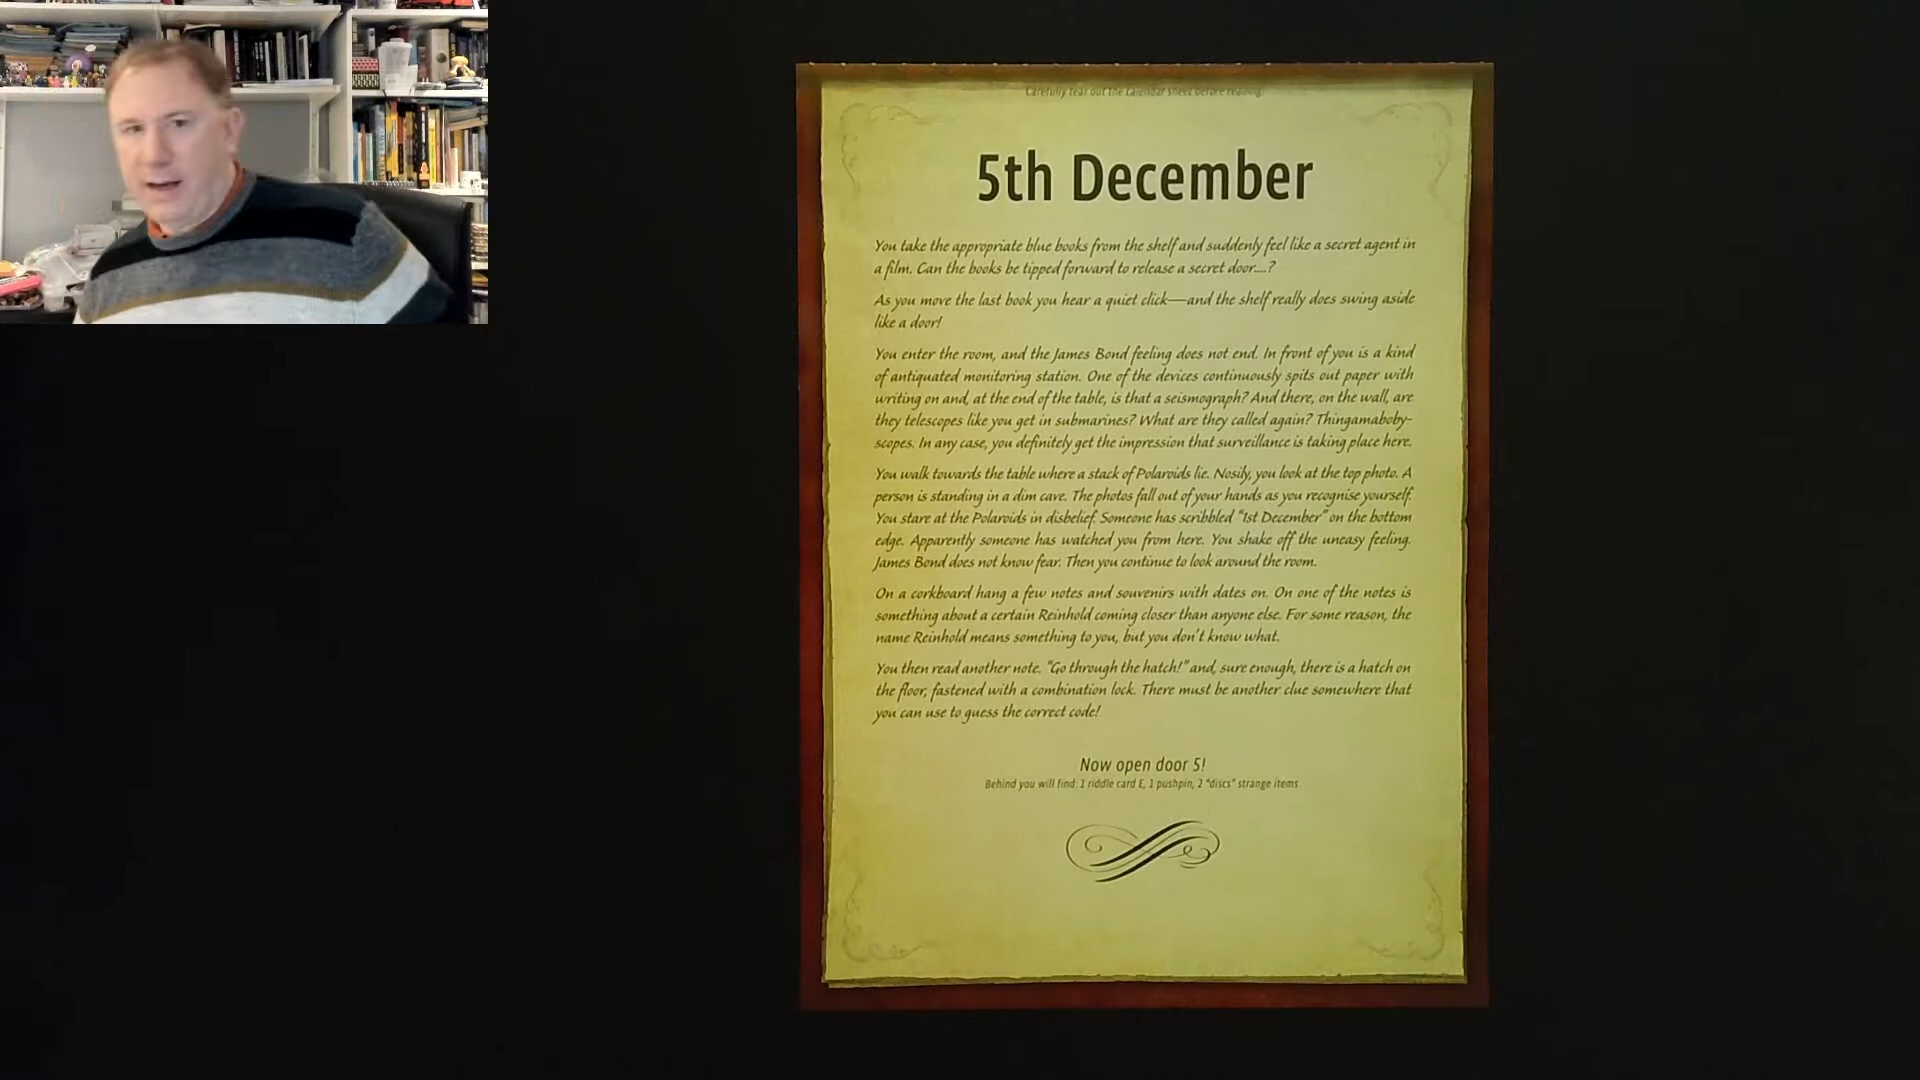 Carefully tear out the calendar sheet before reading.
5th December
You take the appropriate blue books from the shelf and suddenly feel like a secret agent in
a film. Can the books be tipped forward to release a secret door....?
As you move the last book you hear a quiet click—and the shelf really does swing aside
like a door!
You enter the room, and the James Bond feeling does not end. In front of you is a kind
of antiquated monitoring station. One of the devices continuously spits out paper with
writing on and, at the end of the table, is that a seismograph? And there, on the wall, are
they telescopes like you get in submarines? What are they called again? Thingamaboby-
scopes. In any case, you definitely get the impression that surveillance is taking place here.
You walk towards the table where a stack of Polaroids lie. Nosily, you look at the top photo. A
person is standing in a dim cave. The photos fall out of your hands as you recognise yourself.
You stare at the Polaroids in disbelief. Someone has scribbled “1st December” on the bottom
edge. Apparently someone has watched you from here. You shake off the uneasy feeling.
James Bond does not know fear. Then you continue to look around the room.
On a corkboard hang a few notes and souvenirs with dates on. On one of the notes is
something about a certain Reinhold coming closer than anyone else. For some reason, the
name Reinhold means something to you, but you don't know what.
You then read another note. “Go through the hatch!” and, sure enough, there is a hatch on
the floor, fastened with a combination lock. There must be another clue somewhere that
you can use to guess the correct code!
Now open door 5!
Behind you will find: 1 riddle card E, 1 pushpin, 2 “discs” strange items